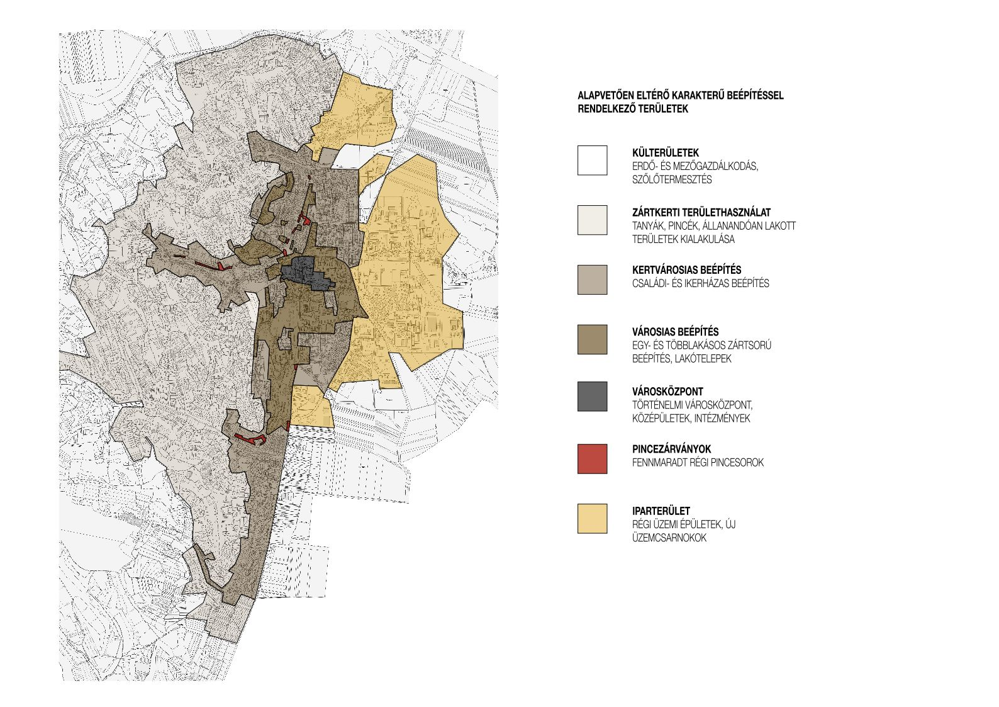 ALAPVETŐEN ELTÉRŐ KARAKTERŰ BEÉPÍTÉSSEL
RENDELKEZŐ TERÜLETEK
KÜLTERÜLETEK
ERDŐ- ÉS MEZŐGAZDÁLKODÁS,
SZŐLŐTERMESZTÉS
ZÁRTKERTI TERÜLETHASZNÁLAT
TANYÁK, PINCÉK, ÁLLANANDÓAN LAKOTT
TERÜLETEK KIALAKULÁSA
KERTVÁROSIAS BEÉPÍTÉS
CSALÁDI- ÉS IKERHÁZAS BEÉPÍTÉS
VÁROSIAS BEÉPÍTÉS
EGY- ÉS TÖBBLAKÁSOS ZÁRTSORÚ
BEÉPÍTÉS, LAKÓTELEPEK
VÁROSKÖZPONT
TÖRTÉNELMI VÁROSKÖZPONT,
KÖZÉPÜLETEK, INTÉZMÉNYEK
PINCEZÁRVÁNYOK
FENNMARADT RÉGI PINCESOROK
IPARTERÜLET
RÉGI ÜZEMI ÉPÜLETEK, ÚJ
ÜZEMCSARNOKOK